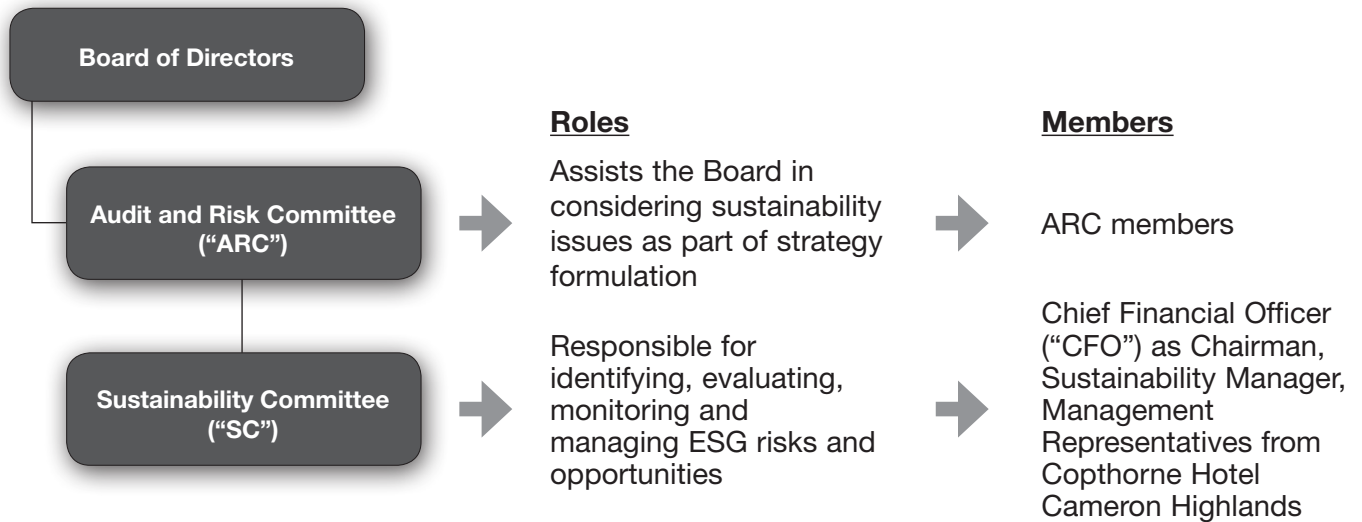 Board of Directors
Roles
Members
Audit and Risk Committee
(“ARC”)
Assists the Board in
considering sustainability
issues as part of strategy
formulation
ARC members
Sustainability Committee
(“SC”)
Responsible for
identifying, evaluating,
monitoring and
managing ESG risks and
opportunities
Chief Financial Officer
(“CFO”) as Chairman,
Sustainability Manager,
Management
Representatives from
Copthorne Hotel
Cameron Highlands